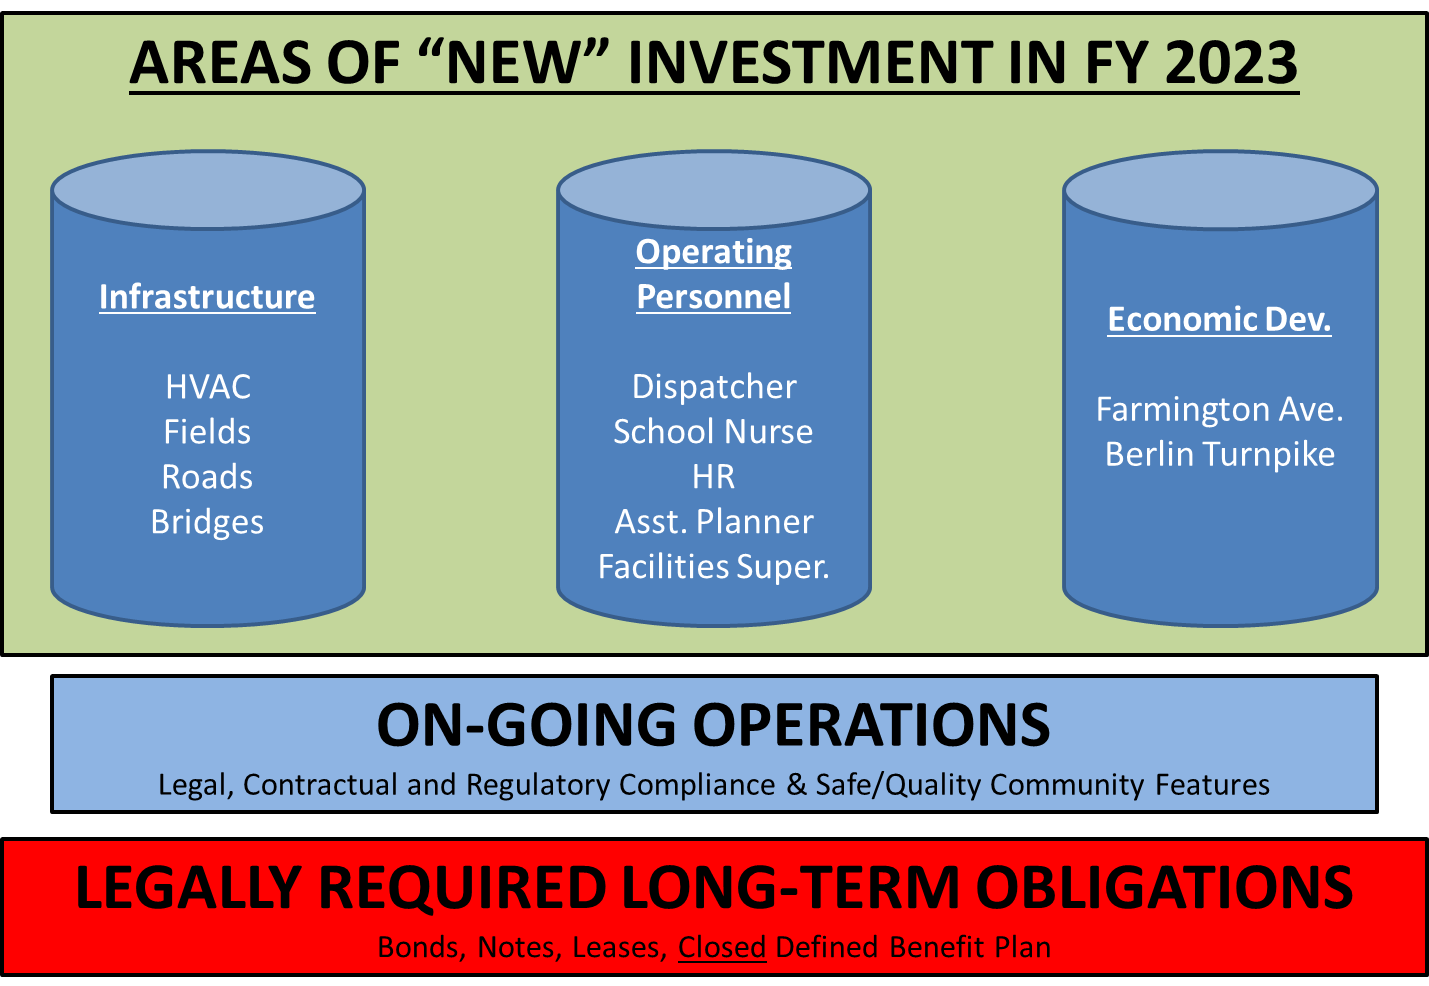 AREAS OF “NEW” INVESTMENT IN FY 2023
Infrastructure
HVAC
Fields
Roads
Bridges
Operating
Personnel
Dispatcher
School Nurse
HR
Asst. Planner
Facilities Super.
Economic Dev.
Farmington Ave.
Berlin Turnpike
ON-GOING OPERATIONS
Legal, Contractual and Regulatory Compliance & Safe/Quality Community Features
LEGALLY REQUIRED LONG-TERM OBLIGATIONS
Bonds, Notes, Leases, Closed Defined Benefit Plan